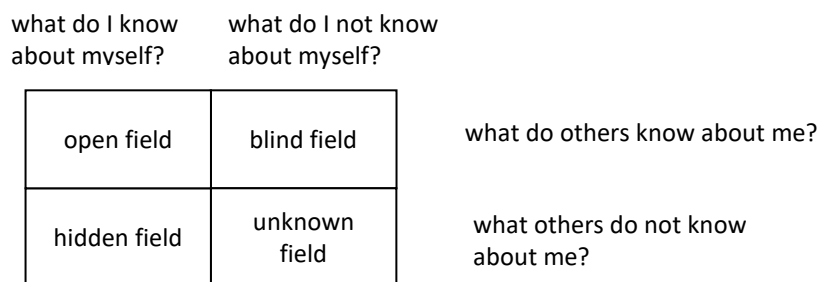 what do I know
about myself?
what do I not know
about myself?
open field
blind field
what do others know about me?
hidden field
unknown
field
what others do not know
about me?